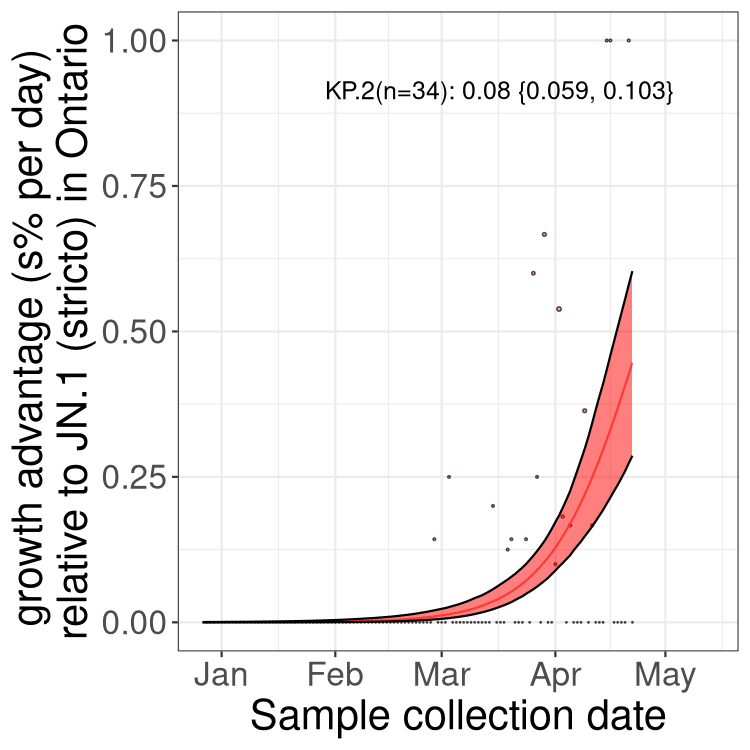 growth advantage (s% per day)
relative to JN.1 (stricto) in Ontario
1.00
0.75
0.50
0.25
0.00
KP.2(n=34): 0.08 {0.059, 0.103}
Jan Feb Mar Apr May
Sample collection date